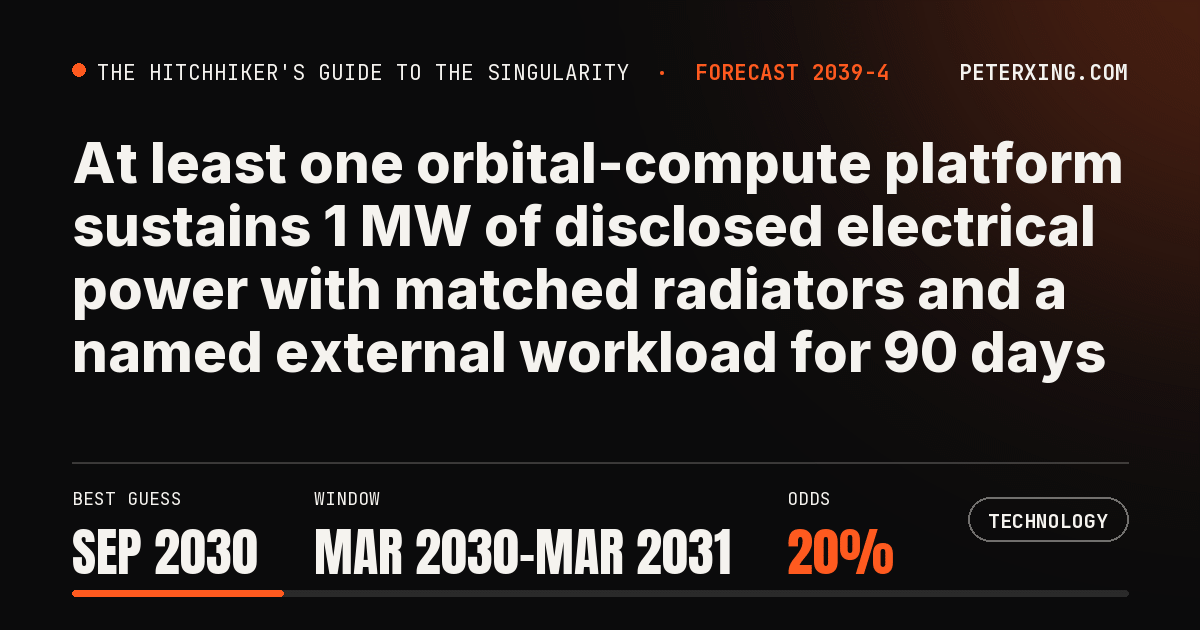 THE HITCHHIKER'S GUIDE TO THE SINGULARITY · FORECAST 2039-4 PETERXING.COM
At least one orbital-compute platform
sustains 1 MW of disclosed electrical
power with matched radiators and a
named external workload for 90 days
BEST GUESS WINDOW ODDS
SEP 2030 MAR 2030-MAR 2031 20% TECHNOLOGY